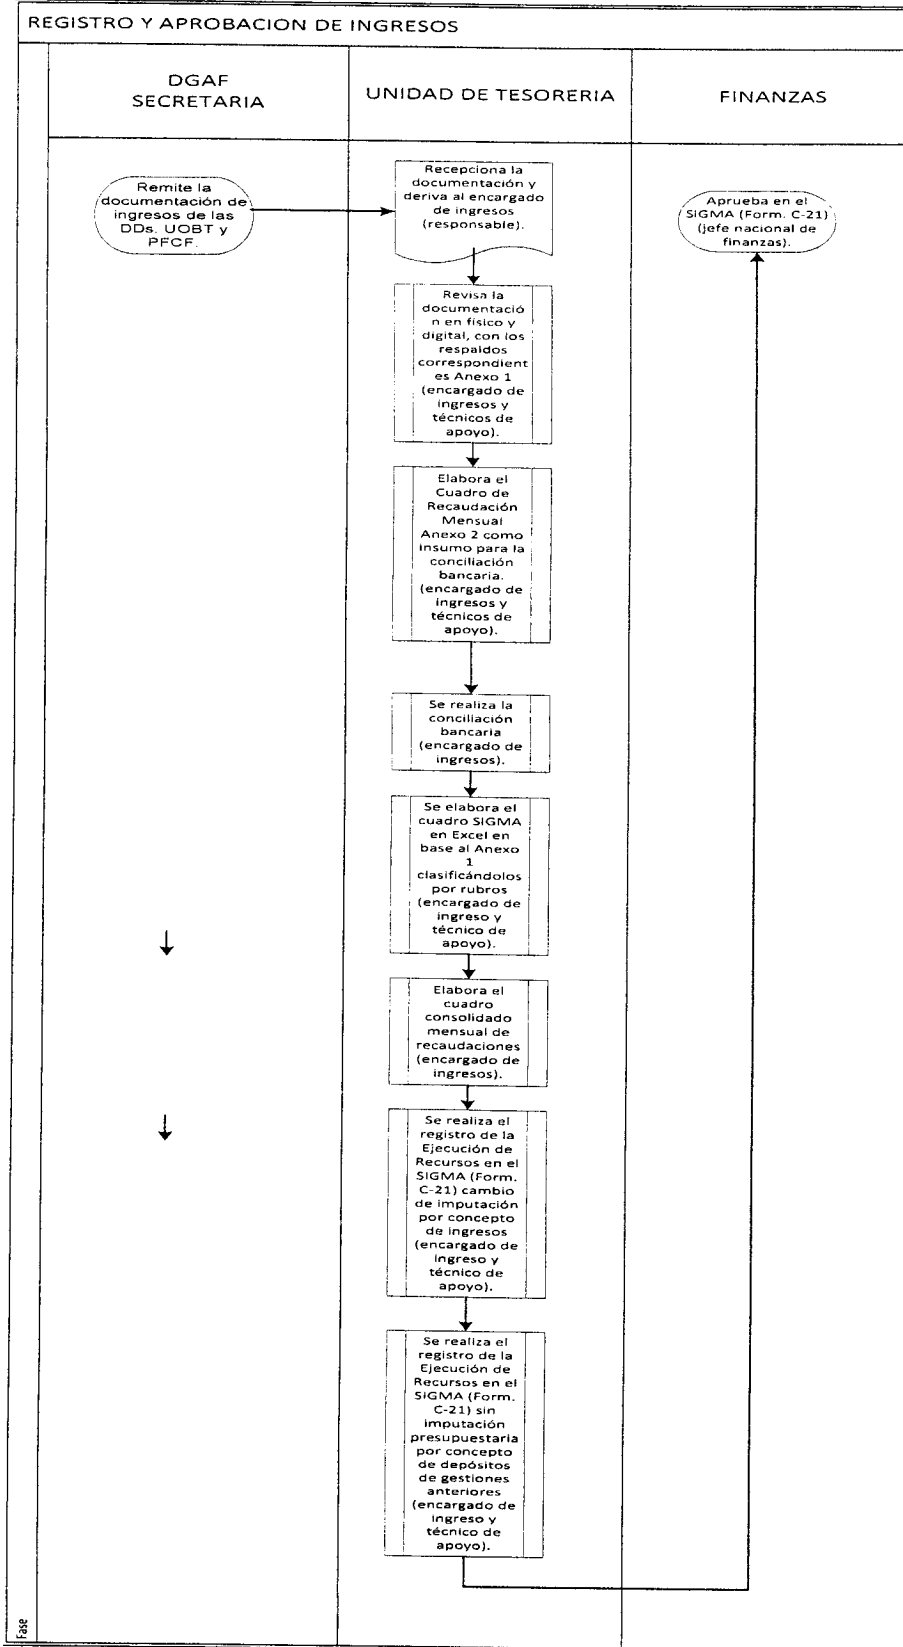 REGISTRO Y APROBACION DE INGRESOS
DGAF
SECRETARIA
UNIDAD DE TESORERIA
FINANZAS
Remite la
documentación de
ingresos de las
DDs. UOBT y
PFCF.
Recepciona la
documentación y
deriva al encargado
de ingresos
(responsable).
Aprueba en el
SIGMA (Form. C-21)
(jefe nacional de
finanzas).
Revisa la
documentació
n en físico y
digital, con los
respaldos
correspondient
es Anexo 1
(encargado de
ingresos y
técnicos de
apoyo).
Elabora el
Cuadro de
Recaudación
Mensual
Anexo 2 como
insumo para la
conciliación
bancaria.
(encargado de
ingresos y
técnicos de
apoyo).
Se realiza la
conciliación
bancaria
(encargado de
ingresos).
Se elabora el
cuadro SIGMA
en Excel en
base al Anexo
1
clasificándolos
por rubros
(encargado de
ingreso y
técnico de
apoyo).
Elabora el
cuadro
consolidado
mensual de
recaudaciones
(encargado de
ingresos).
Se realiza el
registro de la
Ejecución de
Recursos en el
SIGMA (Form.
C-21) cambio
de imputación
por concepto
de ingresos
(encargado de
ingreso y
técnico de
apoyo).
Se realiza el
registro de la
Ejecución de
Recursos en el
SIGMA (Form.
C-21) sin
imputación
presupuestaria
por concepto
de depósitos
de gestiones
anteriores
(encargado de
ingreso y
técnico de
apoyo).
Fase